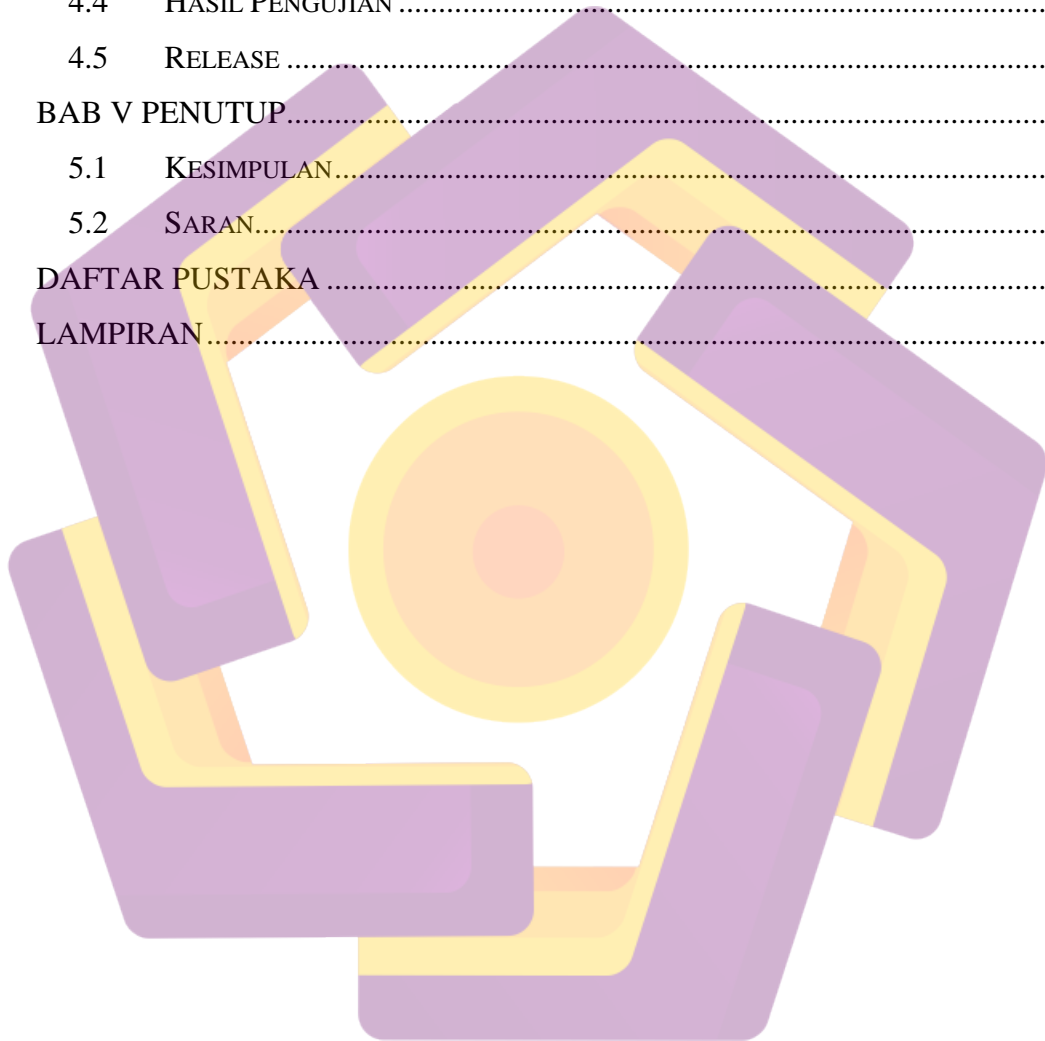 4.4 HASIL PENGUJIAN ........................................................................
4.5 RELEASE ........................................................................
BAB V PENUTUP........................................................................
5.1 KESIMPULAN........................................................................
5.2 SARAN........................................................................
DAFTAR PUSTAKA ........................................................................
LAMPIRAN........................................................................